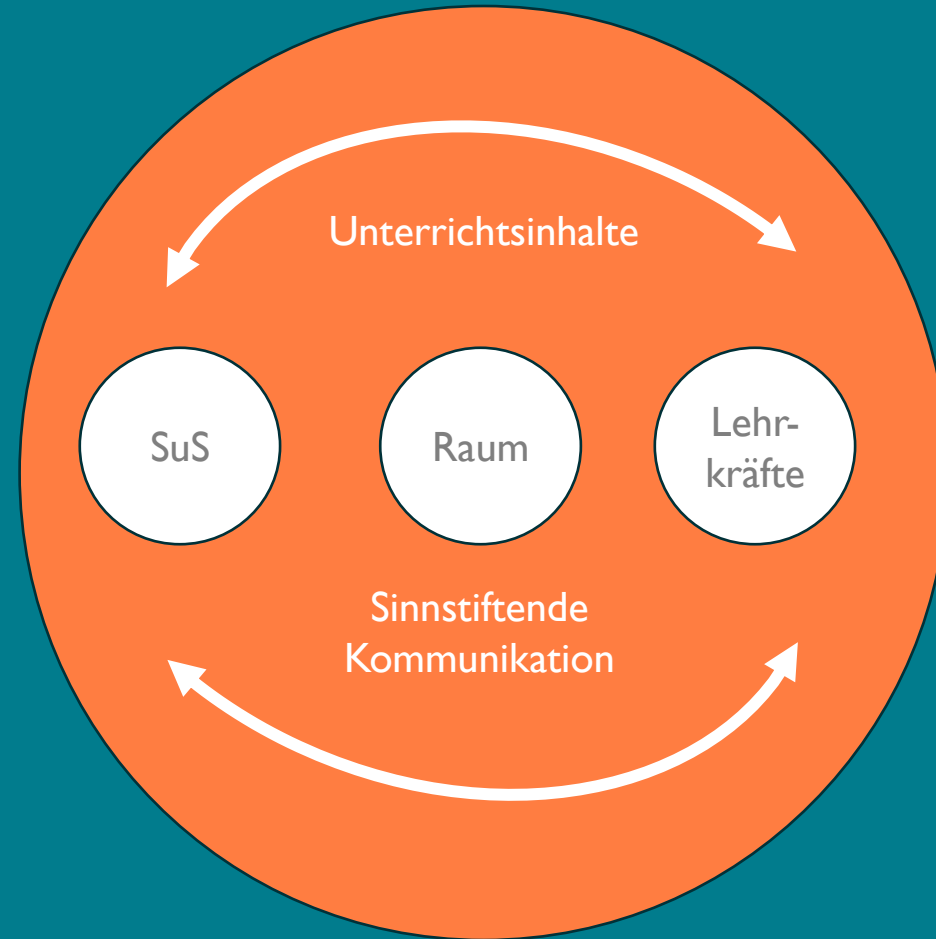 Unterrichtsinhalte
SuS
Raum
Lehr-
kräfte
Sinnstiftende
Kommunikation